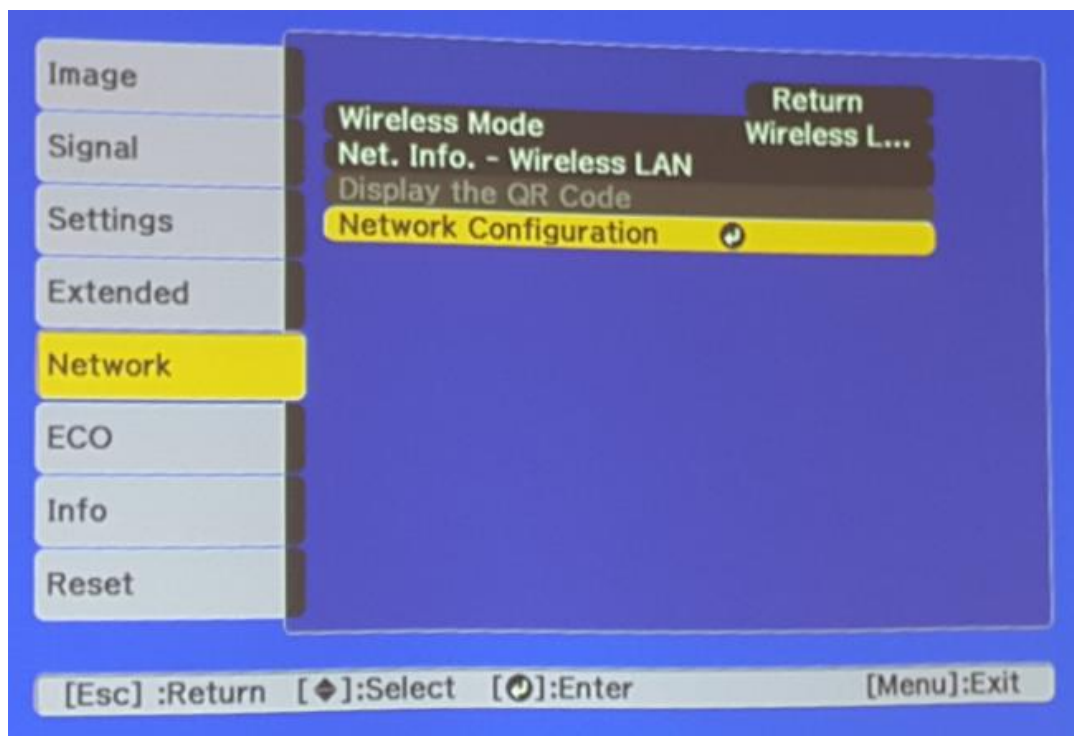 Image
Signal
Settings
Extended
Network
ECO
Info
Reset
Return
Wireless Mode Wireless L...
Net. Info. - Wireless LAN
Display the QR Code
Network Configuration
[Esc] :Return [◆]:Select [↵]:Enter [Menu]:Exit